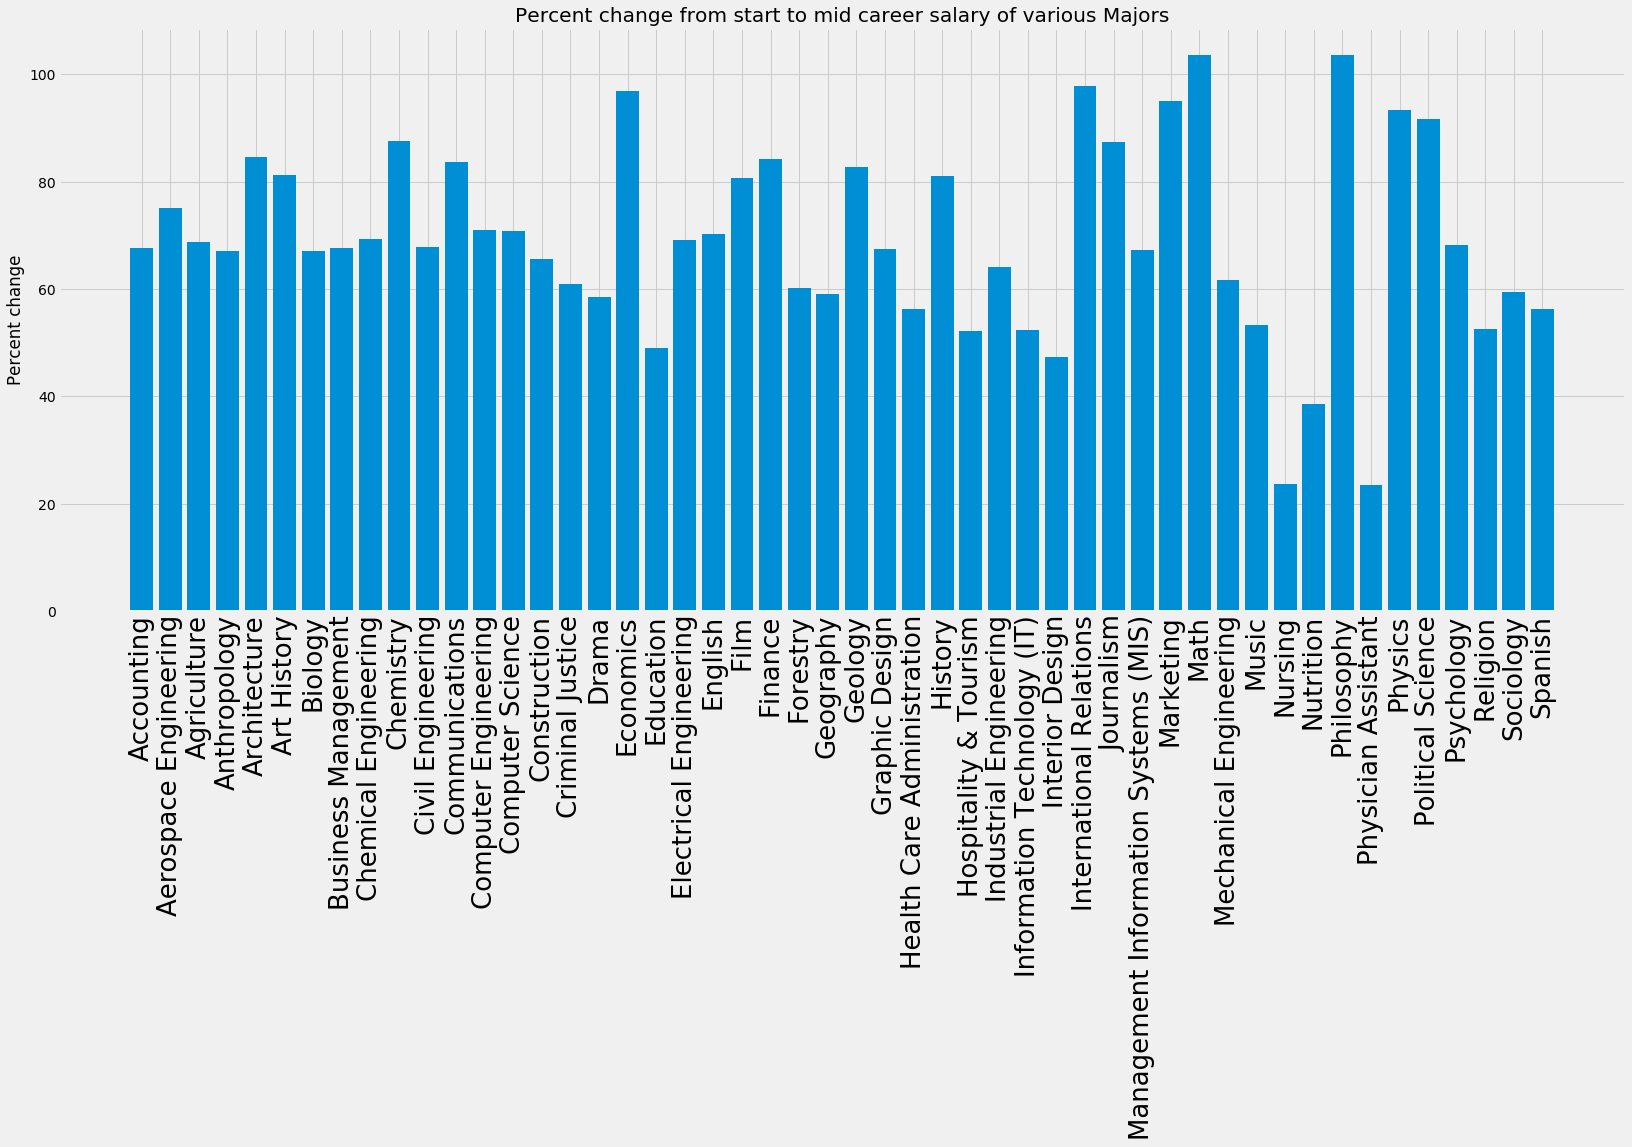 Percent change from start to mid career salary of various Majors
Percent change
100
80
60
40
20
0
Accounting
Aerospace Engineering
Agriculture
Anthropology
Architecture
Art History
Biology
Business Management
Chemical Engineering
Chemistry
Civil Engineering
Communications
Computer Engineering
Computer Science
Construction
Criminal Justice
Drama
Economics
Education
Electrical Engineering
English
Film
Finance
Forestry
Geography
Geology
Graphic Design
Health Care Administration
History
Hospitality & Tourism
Industrial Engineering
Information Technology (IT)
Interior Design
International Relations
Journalism
Management Information Systems (MIS)
Marketing
Math
Mechanical Engineering
Music
Nursing
Nutrition
Philosophy
Physician Assistant
Physics
Political Science
Psychology
Religion
Sociology
Spanish